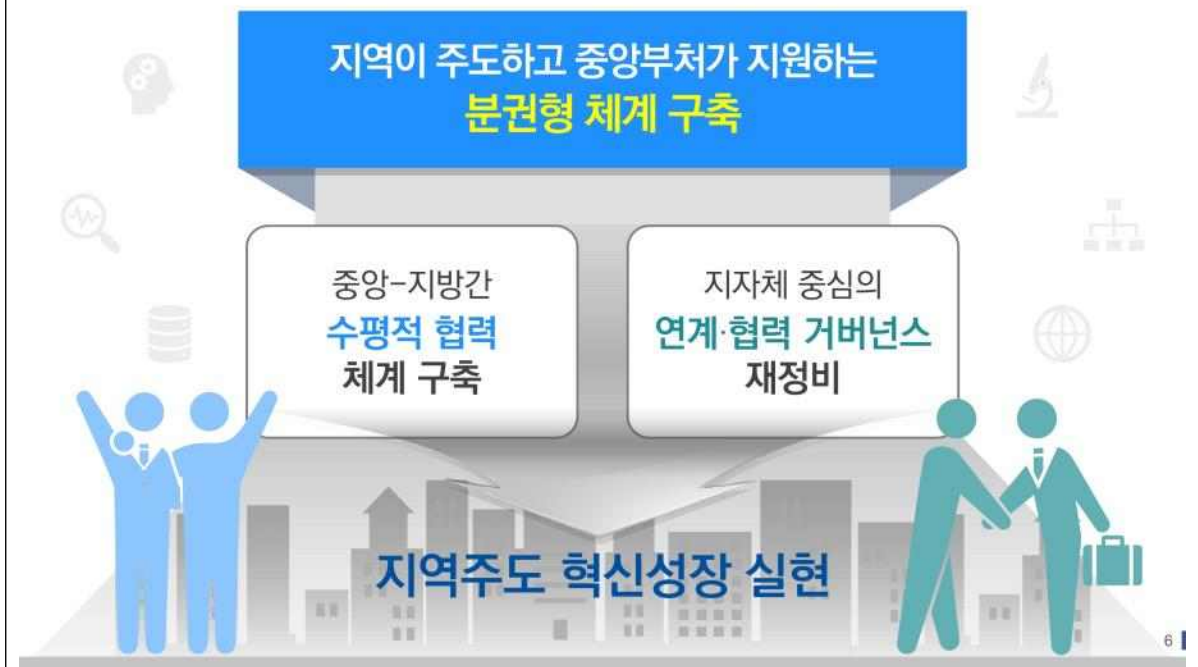 지역이 주도하고 중앙부처가 지원하는
분권형 체계 구축
중앙-지방간
수평적 협력
체계 구축
지자체 중심의
연계·협력 거버넌스
재정비
지역주도 혁신성장 실현
6